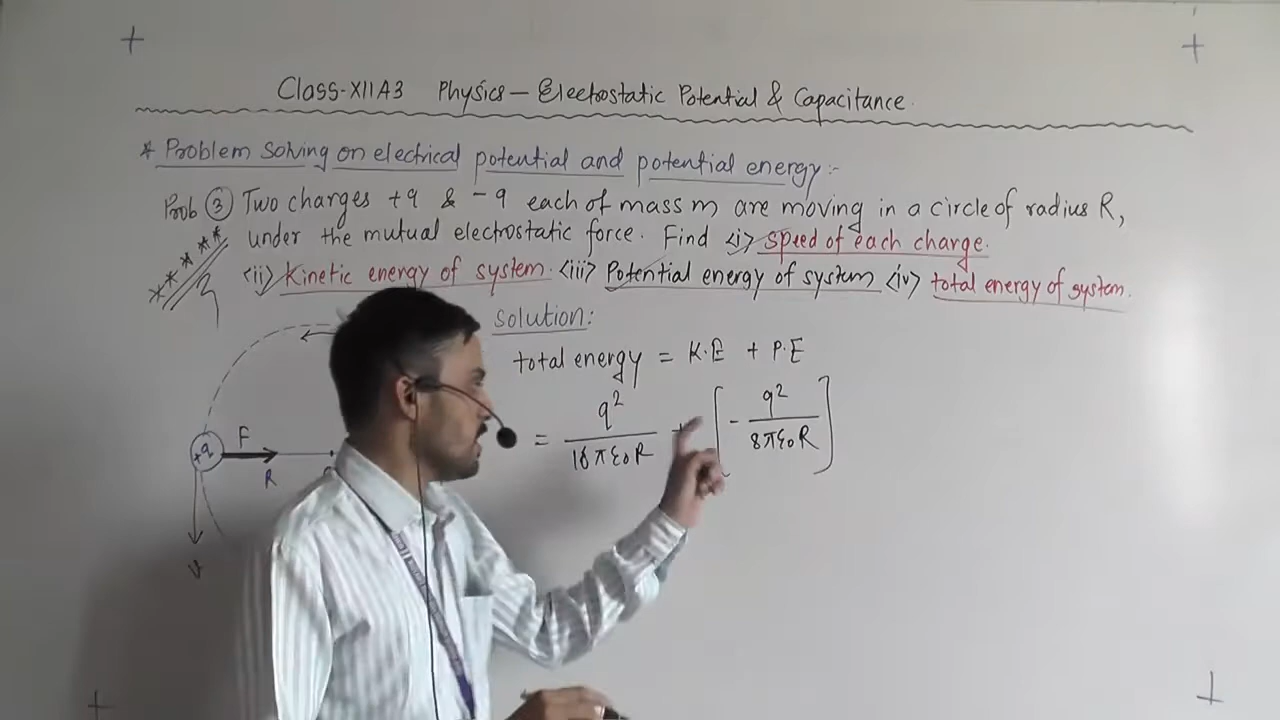 Class-XII A3 Physics — Electrostatic Potential & Capacitance.
* Problem solving on electrical potential and potential energy:-
Prob ③ Two charges +q & -q each of mass m are moving in a circle of radius R,
under the mutual electrostatic force. Find <i> speed of each charge.
<ii> Kinetic energy of system. <iii> Potential energy of system <iv> total energy of system.
solution:
total energy = K.E + P.E
= q²/16πε₀R + [- q²/8πε₀R]
+q F
R
v